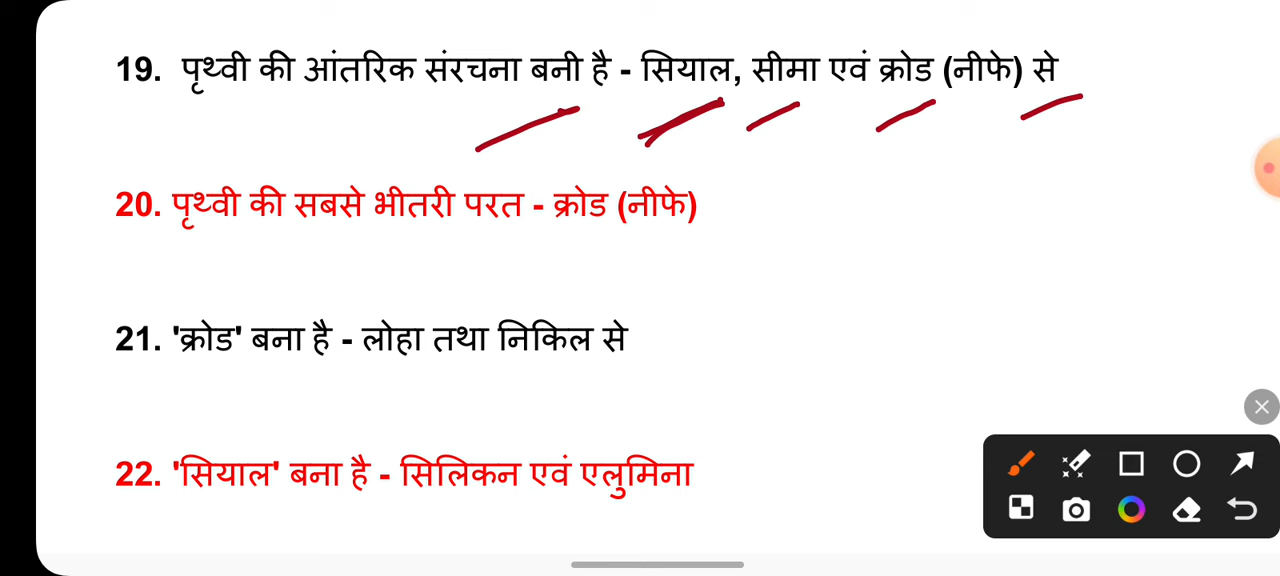 19. पृथ्वी की आंतरिक संरचना बनी है - सियाल, सीमा एवं क्रोड (नीफे) से
20. पृथ्वी की सबसे भीतरी परत - क्रोड (नीफे)
21. 'क्रोड' बना है - लोहा तथा निकिल से
22. 'सियाल' बना है - सिलिकन एवं एलुमिना